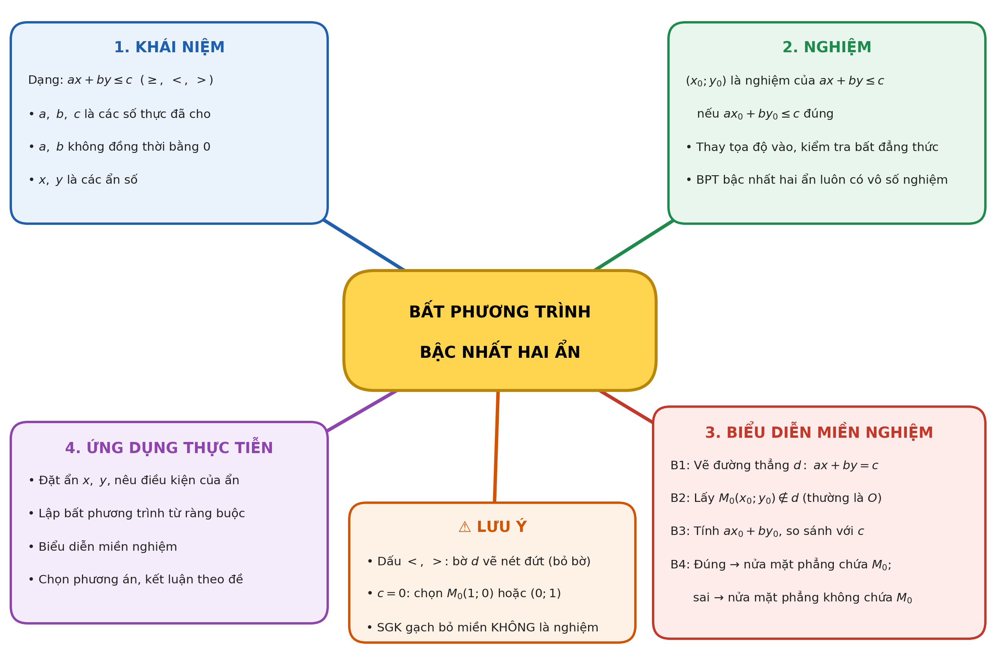 1. KHÁI NIỆM
Dạng: ax + by ≤ c (≥, <, >)
• a, b, c là các số thực đã cho
• a, b không đồng thời bằng 0
• x, y là các ẩn số
2. NGHIỆM
(x₀; y₀) là nghiệm của ax + by ≤ c
nếu ax₀ + by₀ ≤ c đúng
• Thay tọa độ vào, kiểm tra bất đẳng thức
• BPT bậc nhất hai ẩn luôn có vô số nghiệm
BẤT PHƯƠNG TRÌNH
BẬC NHẤT HAI ẨN
3. BIỂU DIỄN MIỀN NGHIỆM
B1: Vẽ đường thẳng d: ax + by = c
B2: Lấy M₀(x₀; y₀) ∉ d (thường là O)
B3: Tính ax₀ + by₀, so sánh với c
B4: Đúng → nửa mặt phẳng chứa M₀;
sai → nửa mặt phẳng không chứa M₀
4. ỨNG DỤNG THỰC TIỄN
• Đặt ẩn x, y, nêu điều kiện của ẩn
• Lập bất phương trình từ ràng buộc
• Biểu diễn miền nghiệm
• Chọn phương án, kết luận theo đề
⚠ LƯU Ý
• Dấu <, >: bờ d vẽ nét đứt (bỏ bờ)
• c = 0: chọn M₀(1; 0) hoặc (0; 1)
• SGK gạch bỏ miền KHÔNG là nghiệm